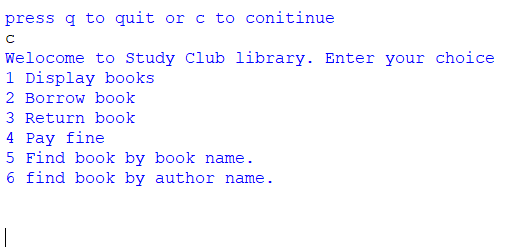 press q to quit or c to conitinue
c
Welocome to Study Club library. Enter your choice
1 Display books
2 Borrow book
3 Return book
4 Pay fine
5 Find book by book name.
6 find book by author name.